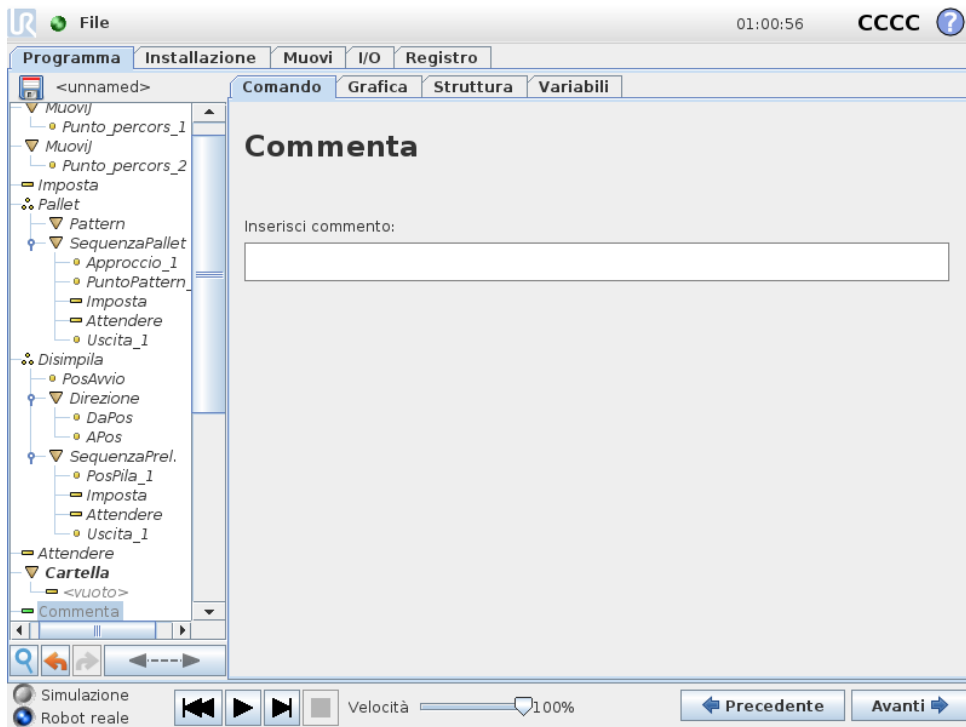 File
01:00:56
CCCC
?
Programma Installazione Muovi I/O Registro
<unnamed>
Comando Grafica Struttura Variabili
MuoviJ
Punto_percors_1
MuoviJ
Punto_percors_2
Imposta
Pallet
Pattern
SequenzaPallet
Approccio_1
PuntoPattern_
Imposta
Attendere
Uscita_1
Disimpila
PosAvvio
Direzione
DaPos
APos
SequenzaPrel.
PosPila_1
Imposta
Attendere
Uscita_1
Attendere
Cartella
<vuoto>
Commenta
Commenta
Inserisci commento:
Simulazione
Robot reale
Velocità
100%
Precedente
Avanti